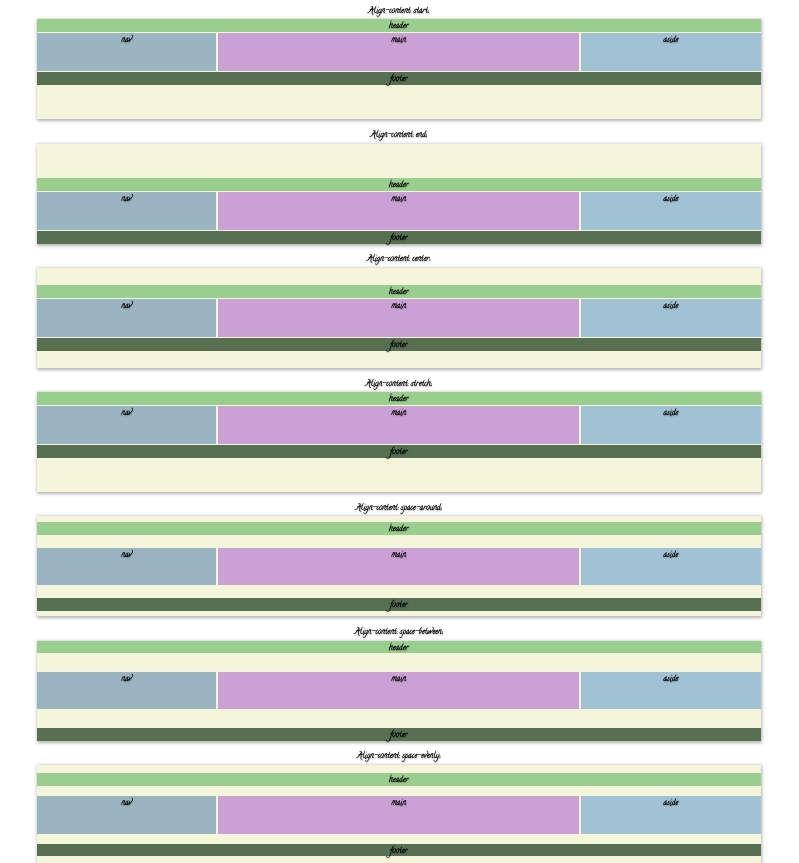 Align-content: start;
header
nav main aside
footer
Align-content: end;
header
nav main aside
footer
Align-content: center;
header
nav main aside
footer
Align-content: stretch;
header
nav main aside
footer
Align-content: space-around;
header
nav main aside
footer
Align-content: space-between;
header
nav main aside
footer
Align-content: space-evenly;
header
nav main aside
footer